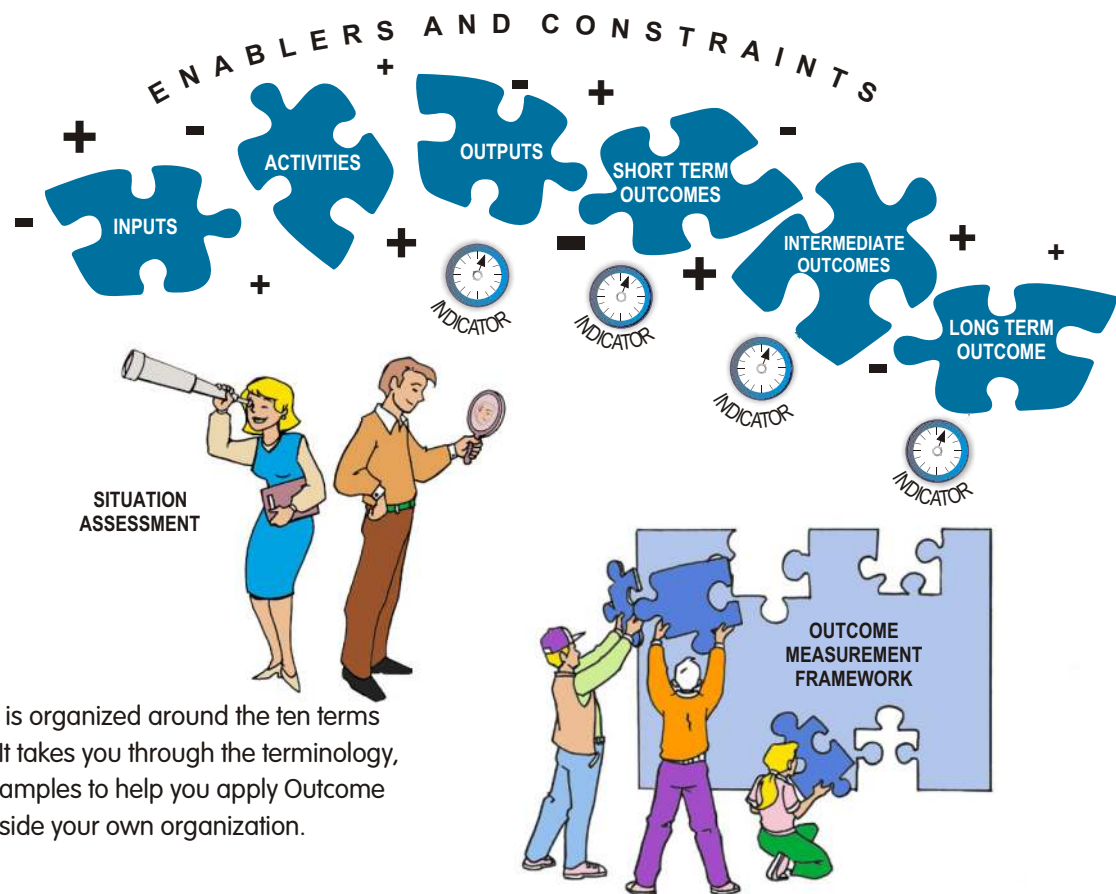 ENABLERS AND CONSTRAINTS
INPUTS
ACTIVITIES
OUTPUTS
SHORT TERM
OUTCOMES
INTERMEDIATE
OUTCOMES
LONG TERM
OUTCOME
INDICATOR
INDICATOR
INDICATOR
INDICATOR
SITUATION
ASSESSMENT
OUTCOME
MEASUREMENT
FRAMEWORK
is organized around the ten terms
It takes you through the terminology,
amples to help you apply Outcome
side your own organization.